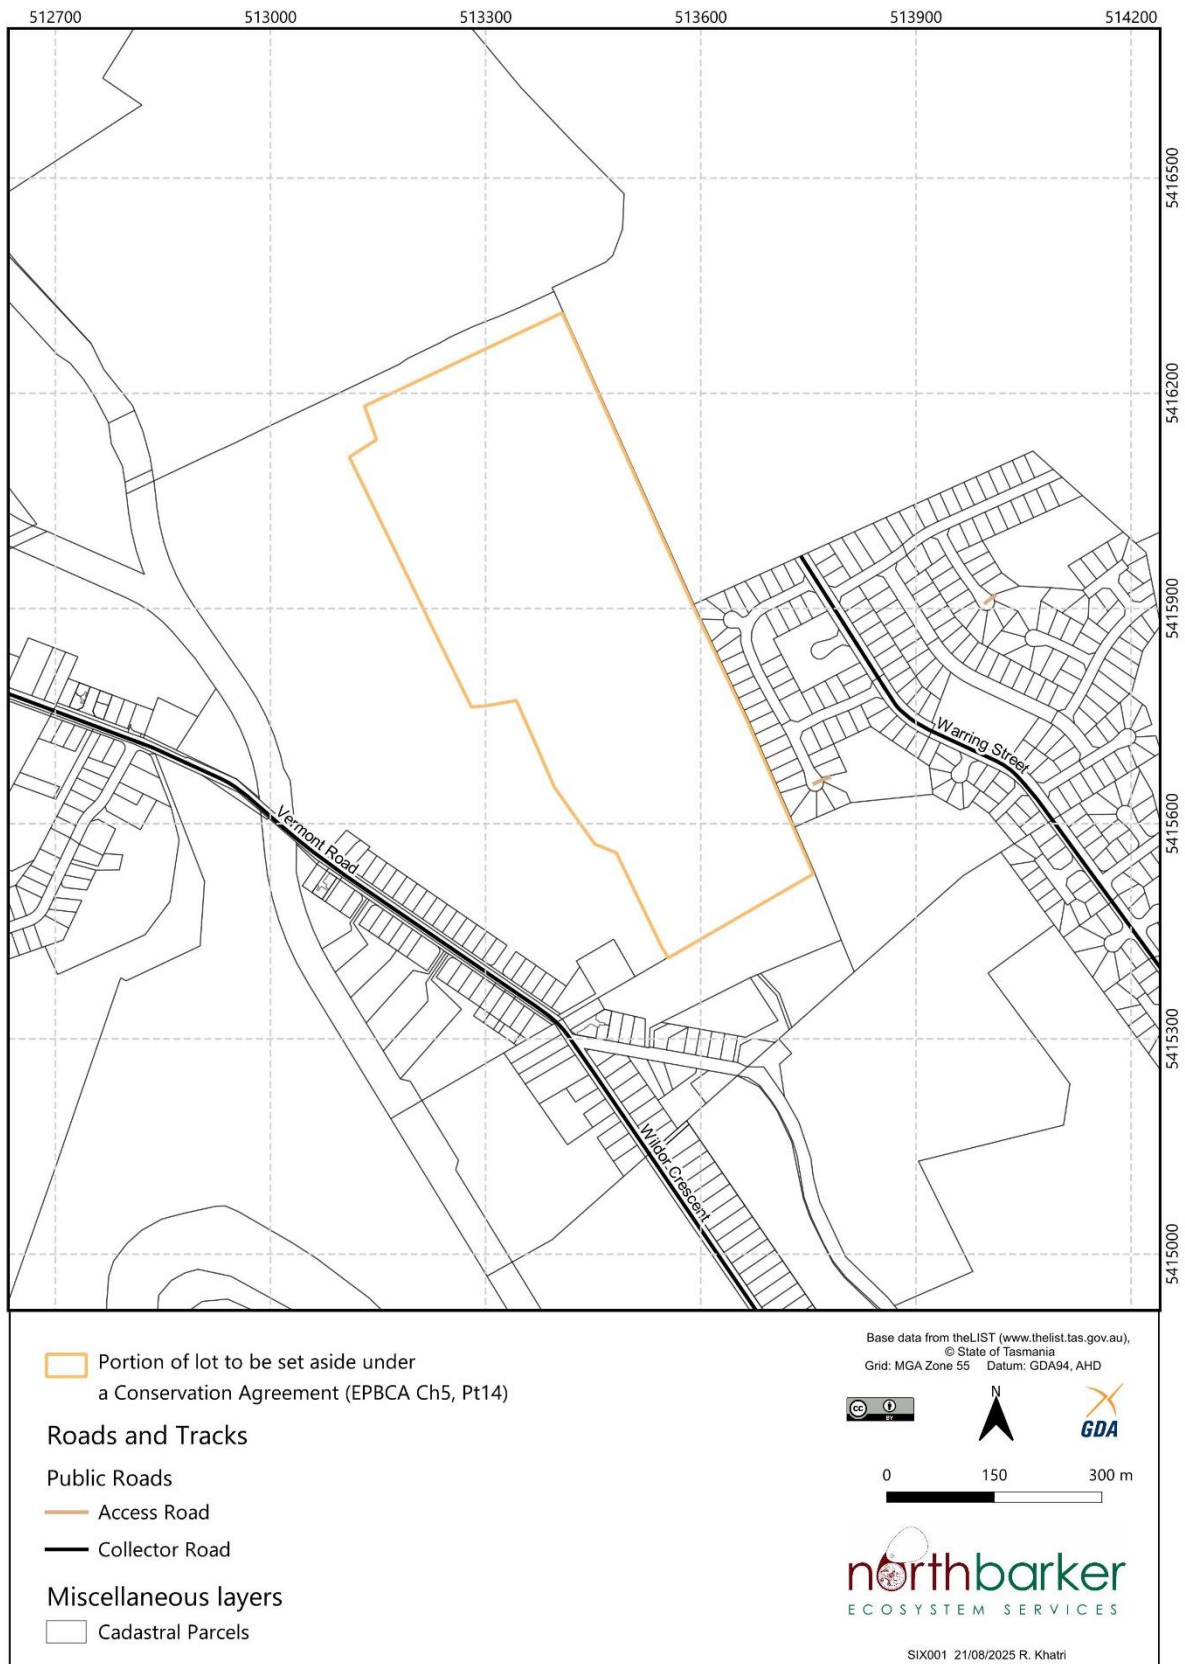 512700 513000 513300 513600 513900 514200
5416500
5416200
5415900
5415600
5415300
5415000
Warring Street
Vermont Road
Wildor Crescent
Portion of lot to be set aside under
a Conservation Agreement (EPBCA Ch5, Pt14)
Roads and Tracks
Public Roads
Access Road
Collector Road
Miscellaneous layers
Cadastral Parcels
Base data from theLIST (www.thelist.tas.gov.au),
© State of Tasmania
Grid: MGA Zone 55 Datum: GDA94, AHD
cc
BY
N
GDA
0 150 300 m
northbarker
ECOSYSTEM SERVICES
SIX001 21/08/2025 R. Khatri